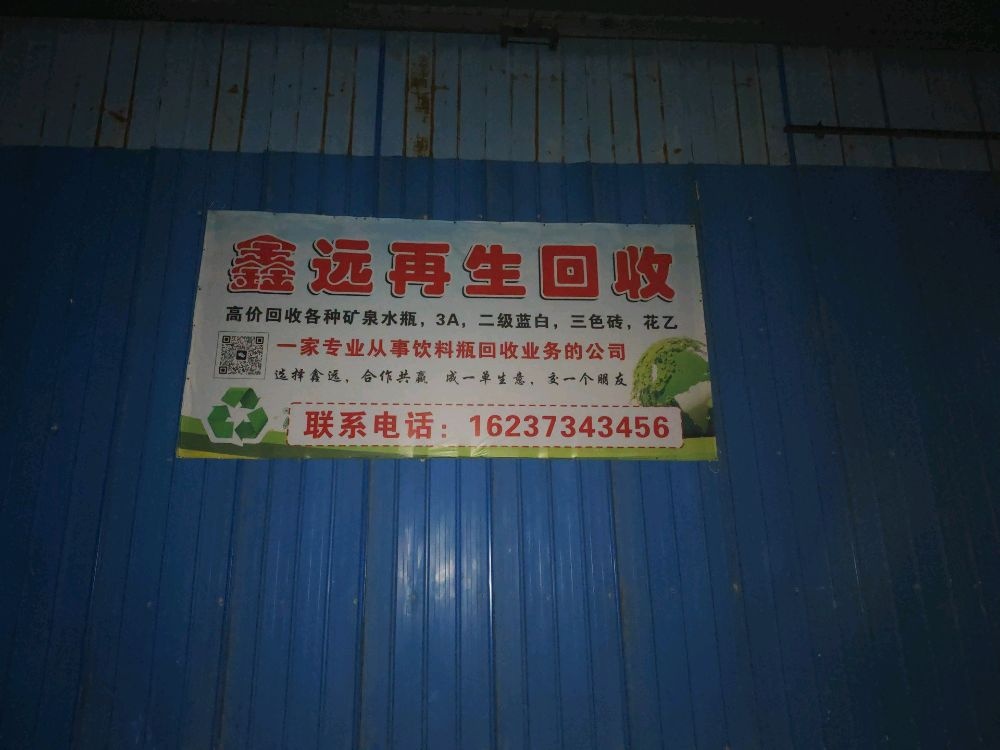 鑫远再生回收
高价回收各种矿泉水瓶，3A，二级蓝白，三色砖，花乙
一家专业从事饮料瓶回收业务的公司
选择鑫远，合作共赢 成一单生意，交一个朋友
联系电话：16237343456